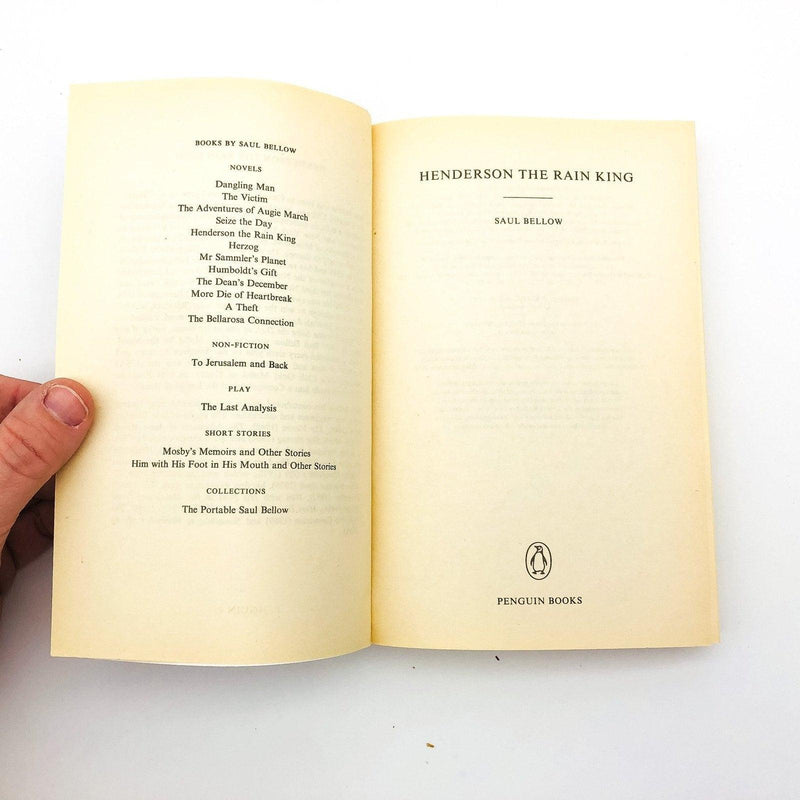 BOOKS BY SAUL BELLOW
NOVELS
Dangling Man
The Victim
The Adventures of Augie March
Seize the Day
Henderson the Rain King
Herzog
Mr Sammler's Planet
Humboldt's Gift
The Dean's December
More Die of Heartbreak
A Theft
The Bellarosa Connection
NON-FICTION
To Jerusalem and Back
PLAY
The Last Analysis
SHORT STORIES
Mosby's Memoirs and Other Stories
Him with His Foot in His Mouth and Other Stories
COLLECTIONS
The Portable Saul Bellow
HENDERSON THE RAIN KING
SAUL BELLOW
PENGUIN BOOKS